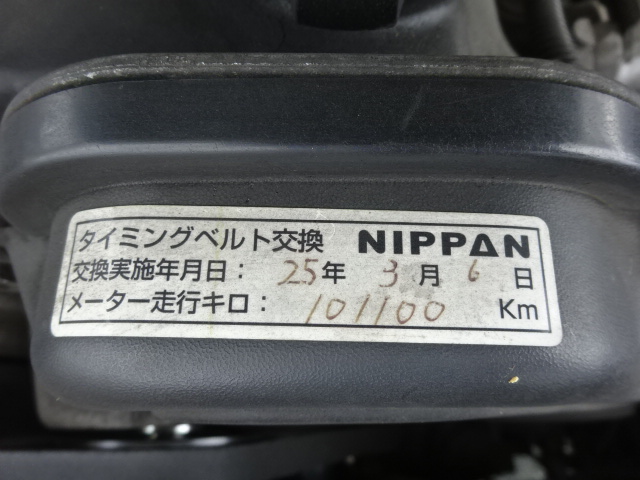 タイミングベルト交換 NIPPAN
交換実施年月日： 25年 3月 6日
メーター走行キロ： 101100 Km